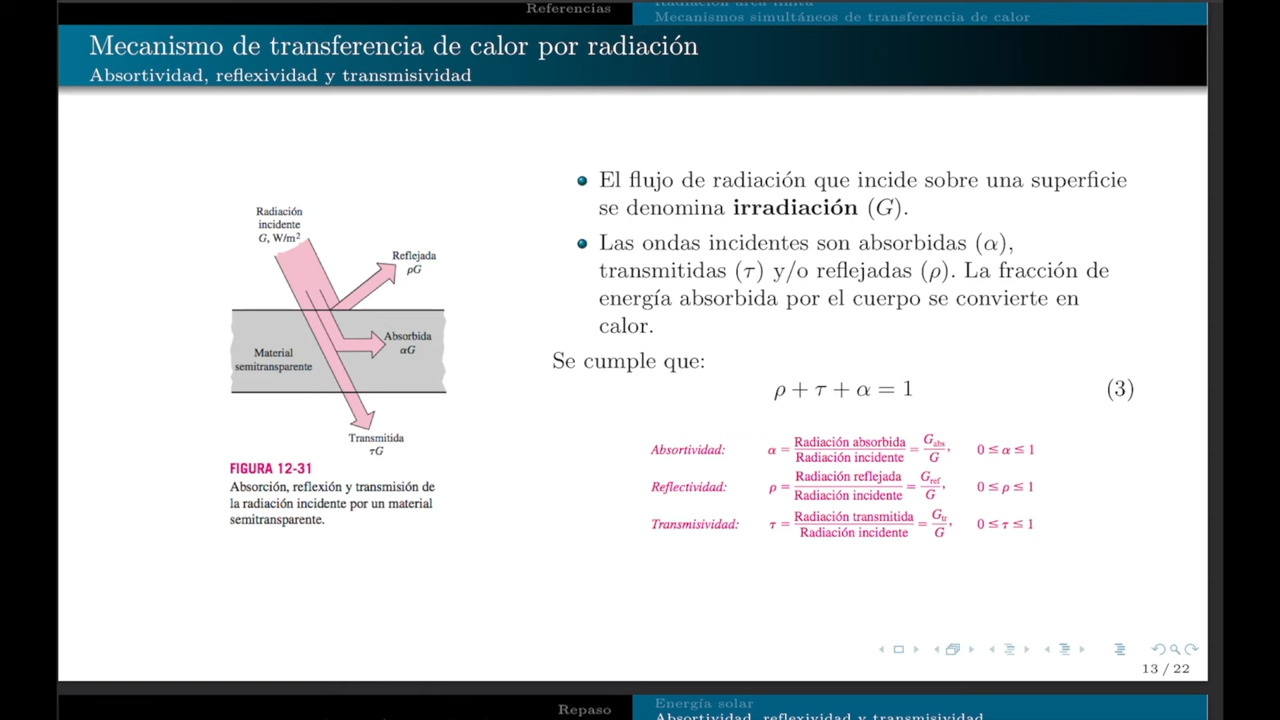 Referencias
Radiación área finita
Mecanismos simultáneos de transferencia de calor
Mecanismo de transferencia de calor por radiación
Absortividad, reflexividad y transmisividad
Radiación
incidente
G, W/m²
Reflejada
ρG
Absorbida
αG
Material
semitransparente
Transmitida
τG
FIGURA 12-31
Absorción, reflexión y transmisión de
la radiación incidente por un material
semitransparente.
El flujo de radiación que incide sobre una superficie
se denomina irradiación (G).
Las ondas incidentes son absorbidas (α),
transmitidas (τ) y/o reflejadas (ρ). La fracción de
energía absorbida por el cuerpo se convierte en
calor.
Se cumple que:
ρ + τ + α = 1 (3)
Absortividad: α = Radiación absorbida / Radiación incidente = G_abs / G, 0 ≤ α ≤ 1
Reflectividad: ρ = Radiación reflejada / Radiación incidente = G_ref / G, 0 ≤ ρ ≤ 1
Transmisividad: τ = Radiación transmitida / Radiación incidente = G_tr / G, 0 ≤ τ ≤ 1
13 / 22
Repaso
Energía solar
Absortividad, reflexividad y transmisividad